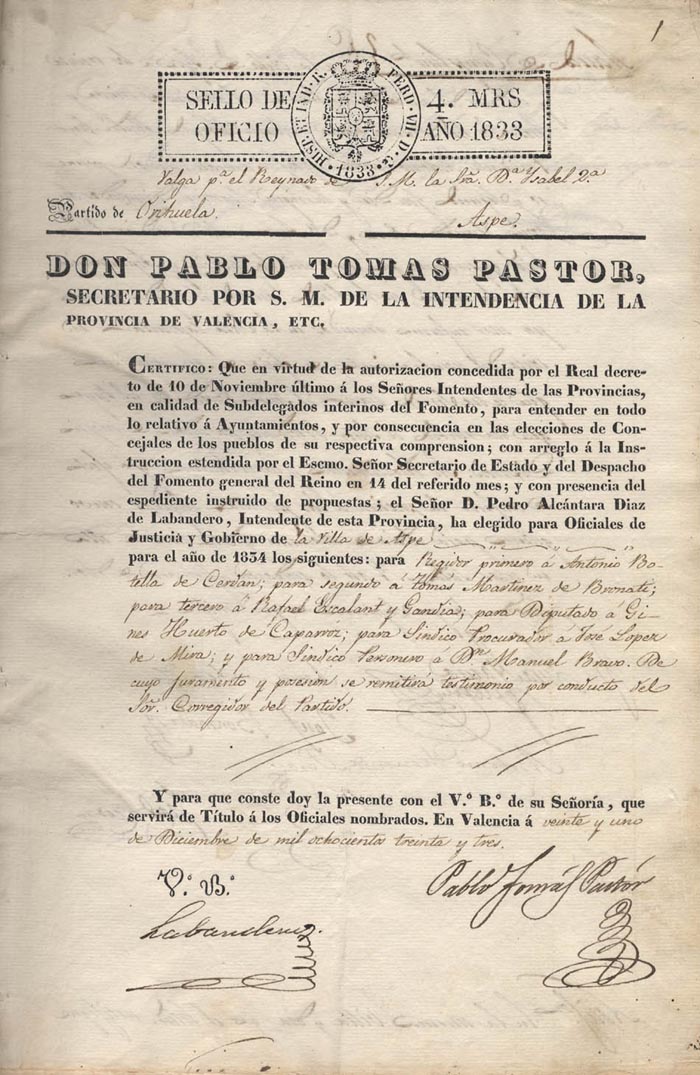 1
SELLO DE 4. MRS
OFICIO AÑO 1833
HISP. ET IND. R. FERD. VII. D. G. 1833
Valga pª el Reynado de S. M. la Srª. Dª Ysabel 2ª
Partido de Orihuela. Aspe.
DON PABLO TOMAS PASTOR,
SECRETARIO POR S. M. DE LA INTENDENCIA DE LA
PROVINCIA DE VALENCIA, ETC.
CERTIFICO: Que en virtud de la autorizacion concedida por el Real decre-
to de 10 de Noviembre último á los Señores Intendentes de las Provincias,
en calidad de Subdelegados interinos del Fomento, para entender en todo
lo relativo á Ayuntamientos, y por consecuencia en las elecciones de Con-
cejales de los pueblos de su respectiva comprension; con arreglo á la Ins-
truccion estendida por el Escmo. Señor Secretario de Estado y del Despacho
del Fomento general del Reino en 14 del referido mes; y con presencia del
espediente instruido de propuestas; el Señor D. Pedro Alcántara Diaz
de Labandero, Intendente de esta Provincia, ha elegido para Oficiales de
Justicia y Gobierno de la Villa de Aspe
para el año de 1834 los siguientes: para Regidor primero á Antonio Bo-
tella de Cerdan; para segundo á Tomás Martinez de Bronati;
para tercero á Rafael Escalant y Gandia; para Diputado á Gi-
nes Huerto de Caparroz; para Sindico Procurador á José Lopez
de Mira; y para Sindico Personero á Dn. Manuel Bravo. De
cuyo juramento y posesion se remitirá testimonio por conducto del
Sor. Corregidor del Partido.
Y para que conste doy la presente con el V.º B.º de su Señoría, que
servirá de Título á los Oficiales nombrados. En Valencia á veinte y uno
de Diciembre de mil ochocientos treinta y tres.
V.º B.º
Pablo Tomás Pastór
Labandero